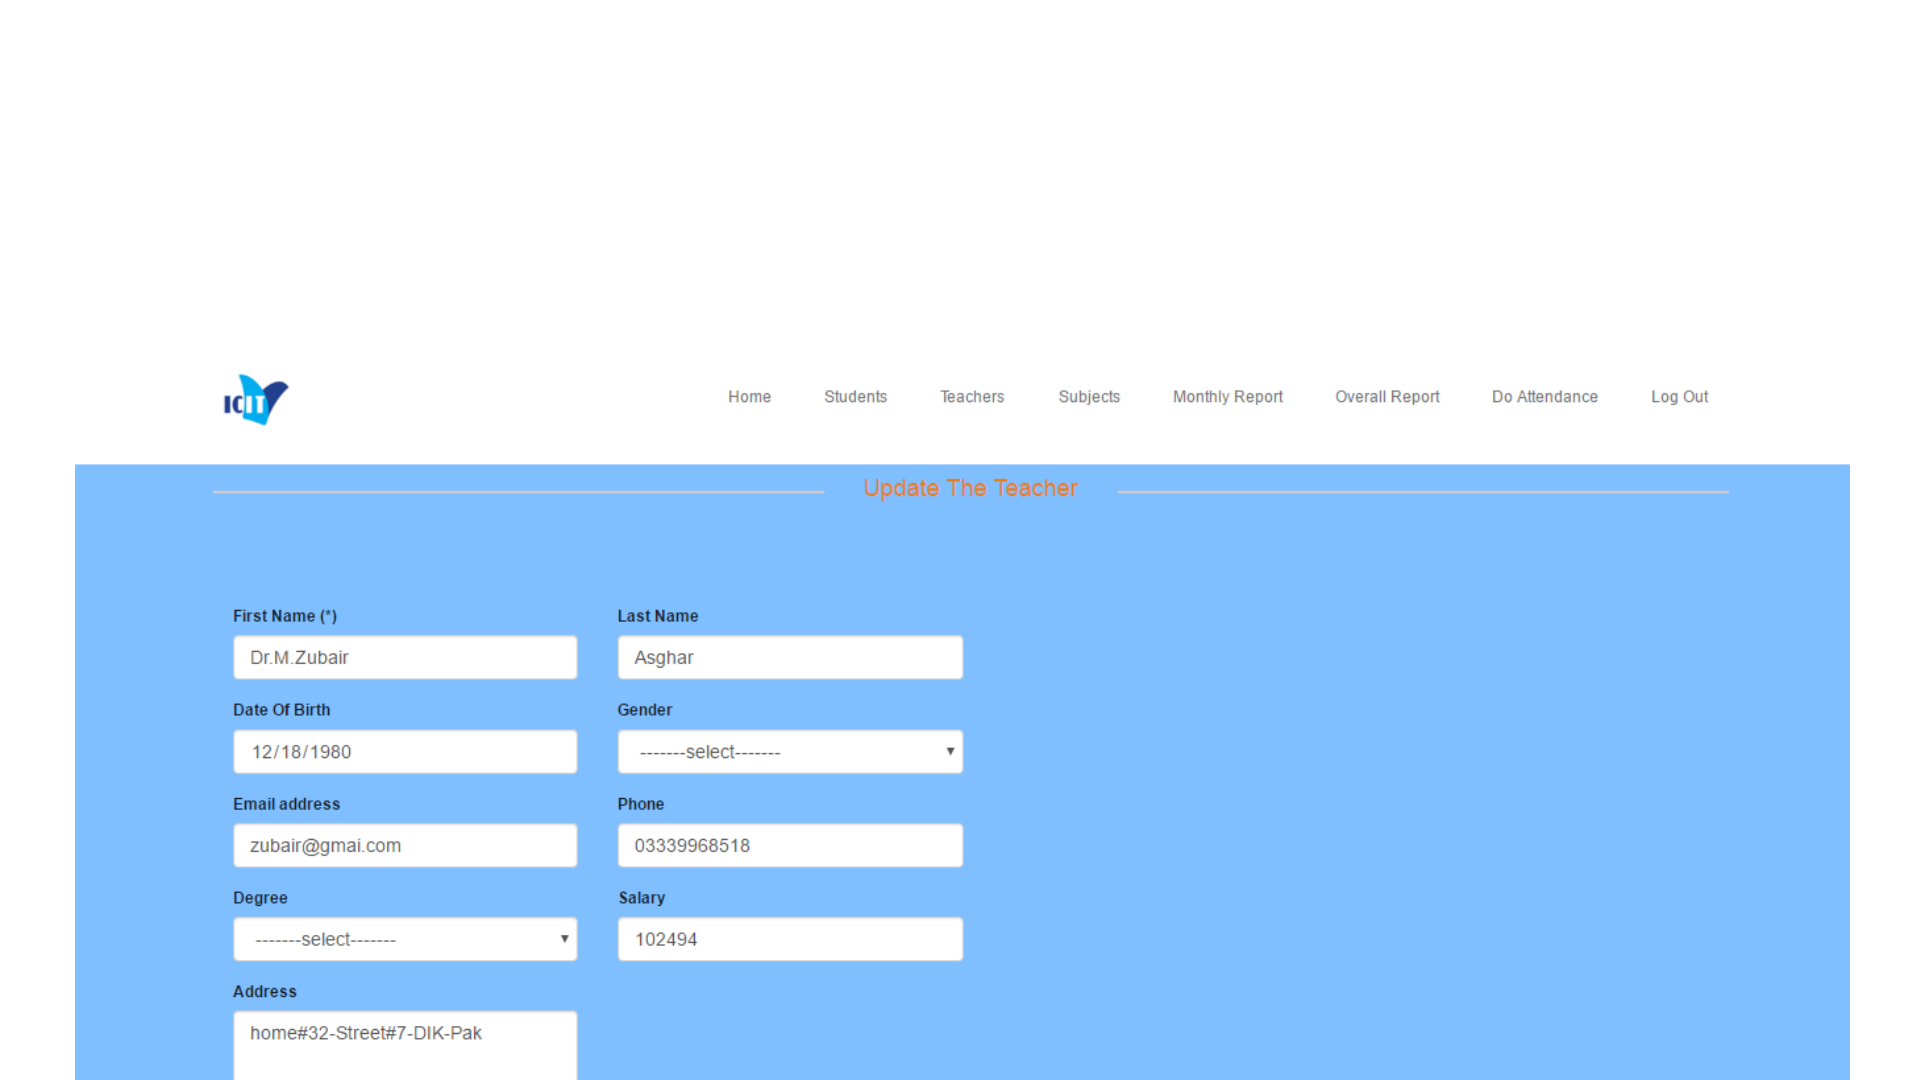 ICIT
Home Students Teachers Subjects Monthly Report Overall Report Do Attendance Log Out
Update The Teacher
First Name (*) Last Name
Dr.M.Zubair Asghar
Date Of Birth Gender
12/18/1980 -------select-------
Email address Phone
zubair@gmai.com 03339968518
Degree Salary
-------select------- 102494
Address
home#32-Street#7-DIK-Pak